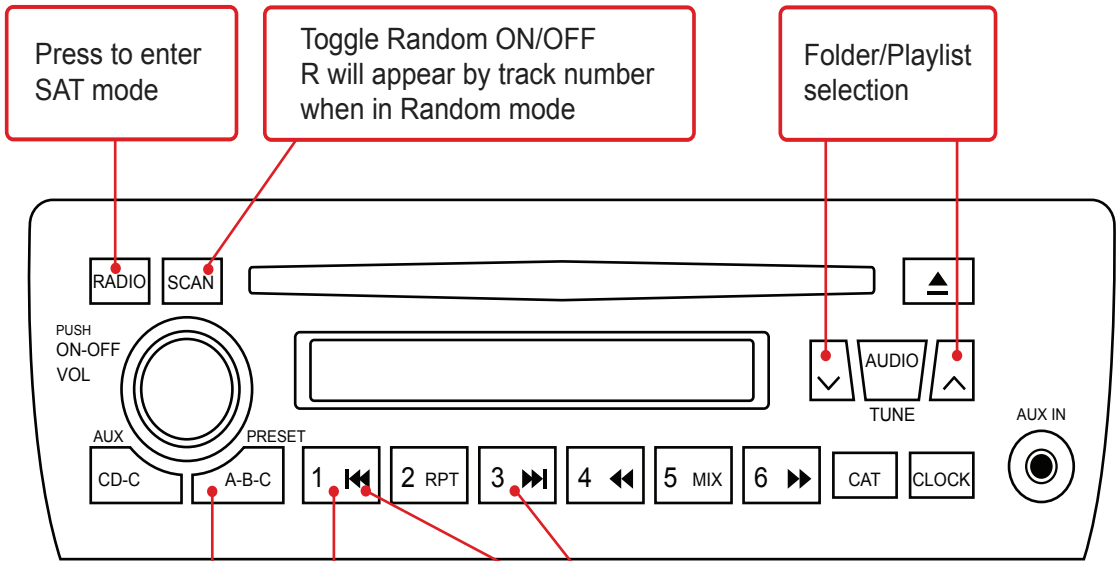 Press to enter
SAT mode
Toggle Random ON/OFF
R will appear by track number
when in Random mode
Folder/Playlist
selection
RADIO
SCAN
PUSH
ON-OFF
VOL
AUDIO
TUNE
AUX IN
AUX
PRESET
CD-C
A-B-C
1
2 RPT
3
4
5 MIX
6
CAT
CLOCK